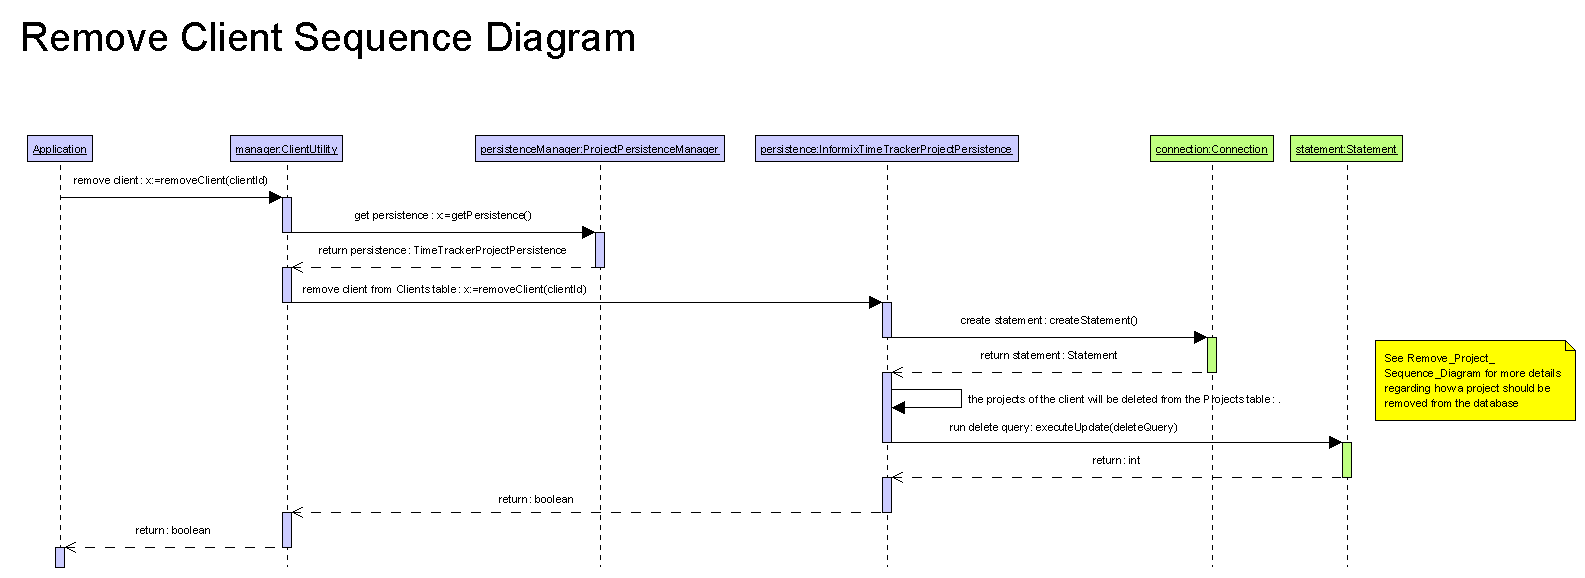 Remove Client Sequence Diagram
Application
manager:ClientUtility
persistenceManager:ProjectPersistenceManager
persistence:InformixTimeTrackerProjectPersistence
connection:Connection
statement:Statement
remove client : x:=removeClient(clientId)
get persistence : x:=getPersistence()
return persistence : TimeTrackerProjectPersistence
remove client from Clients table : x:=removeClient(clientId)
create statement : createStatement()
return statement : Statement
See Remove_Project_
Sequence_Diagram for more details
regarding how a project should be
removed from the database
the projects of the client will be deleted from the Projects table : .
run delete query: executeUpdate(deleteQuery)
return : int
return : boolean
return : boolean